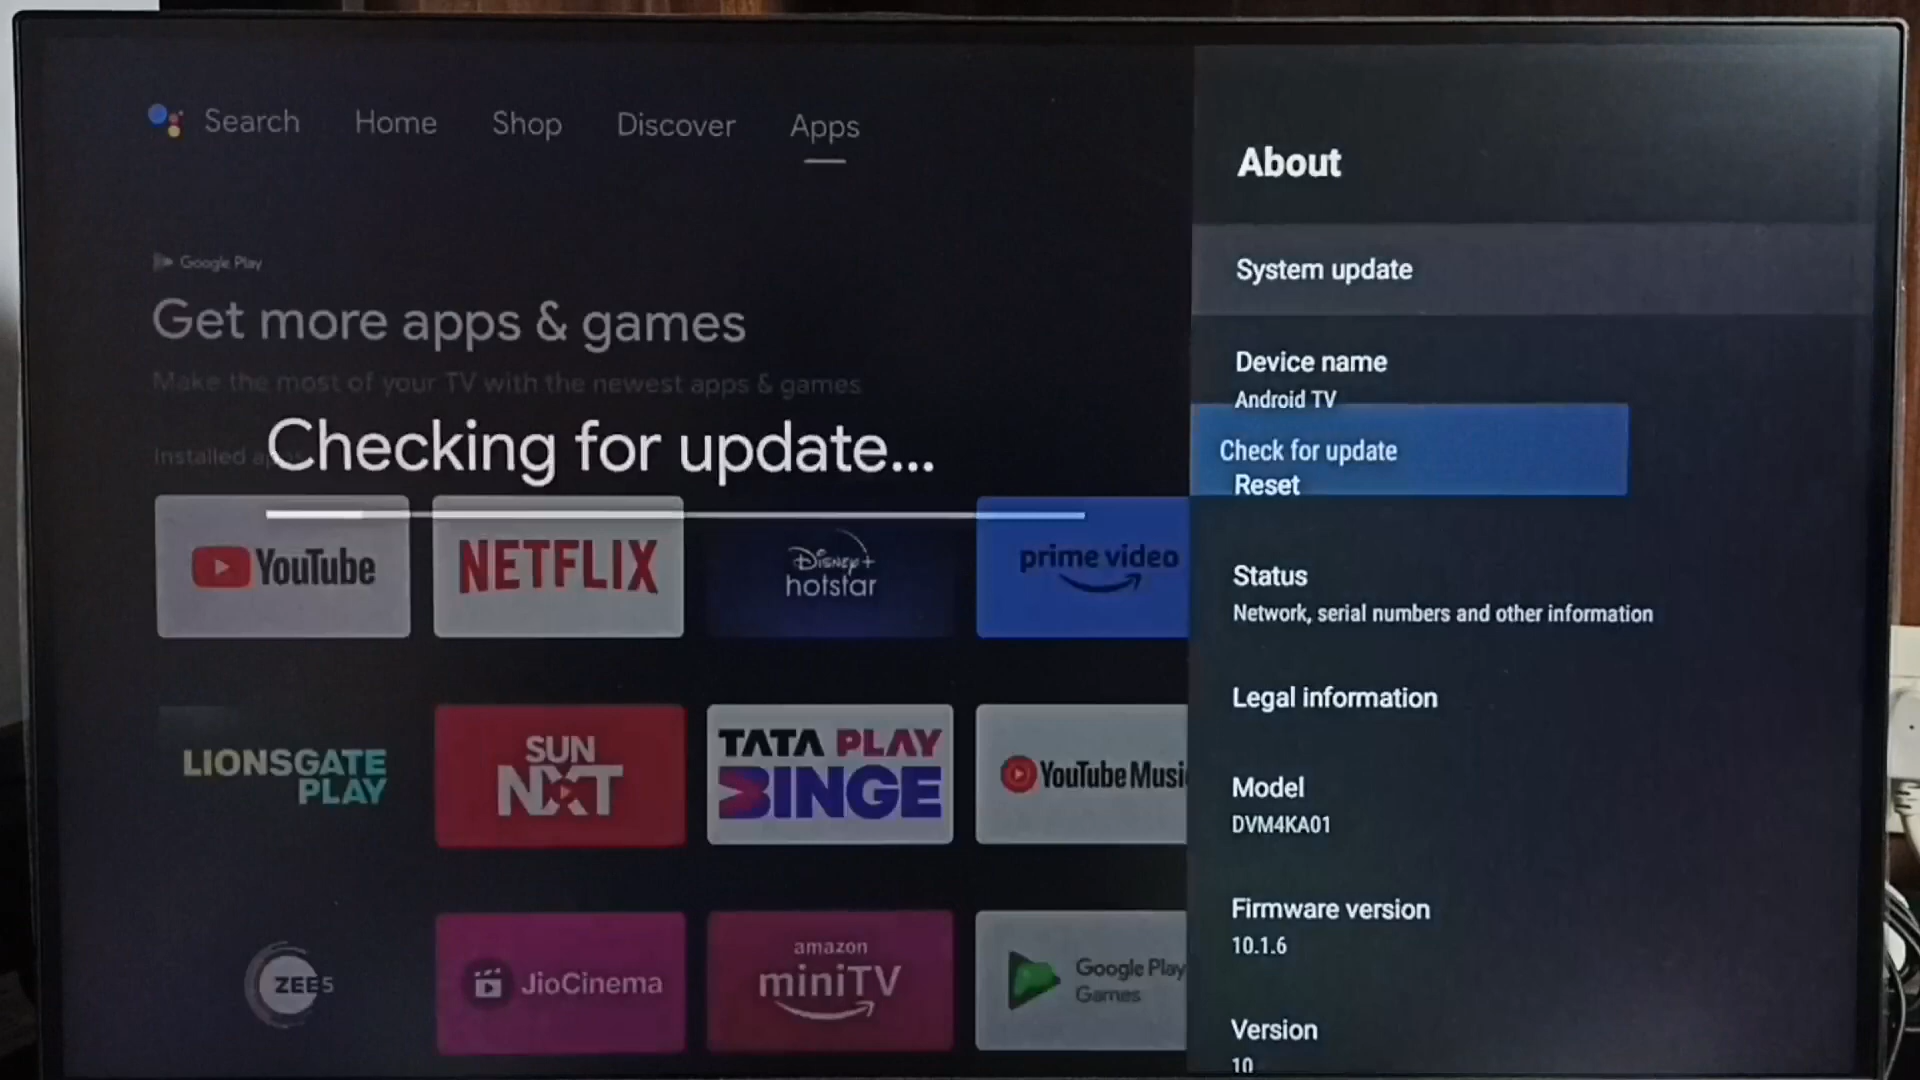 Search Home Shop Discover Apps
Google Play
Get more apps & games
Make the most of your TV with the newest apps & games
Installed
Checking for update...
YouTube
NETFLIX
Disney+
hotstar
prime video
LIONSGATE
PLAY
SUN
NXT
TATA PLAY
BINGE
YouTube Musi
ZEE5
JioCinema
amazon
miniTV
Google Play
Games
About
System update
Device name
Android TV
Check for update
Reset
Status
Network, serial numbers and other information
Legal information
Model
DVM4KA01
Firmware version
10.1.6
Version
10